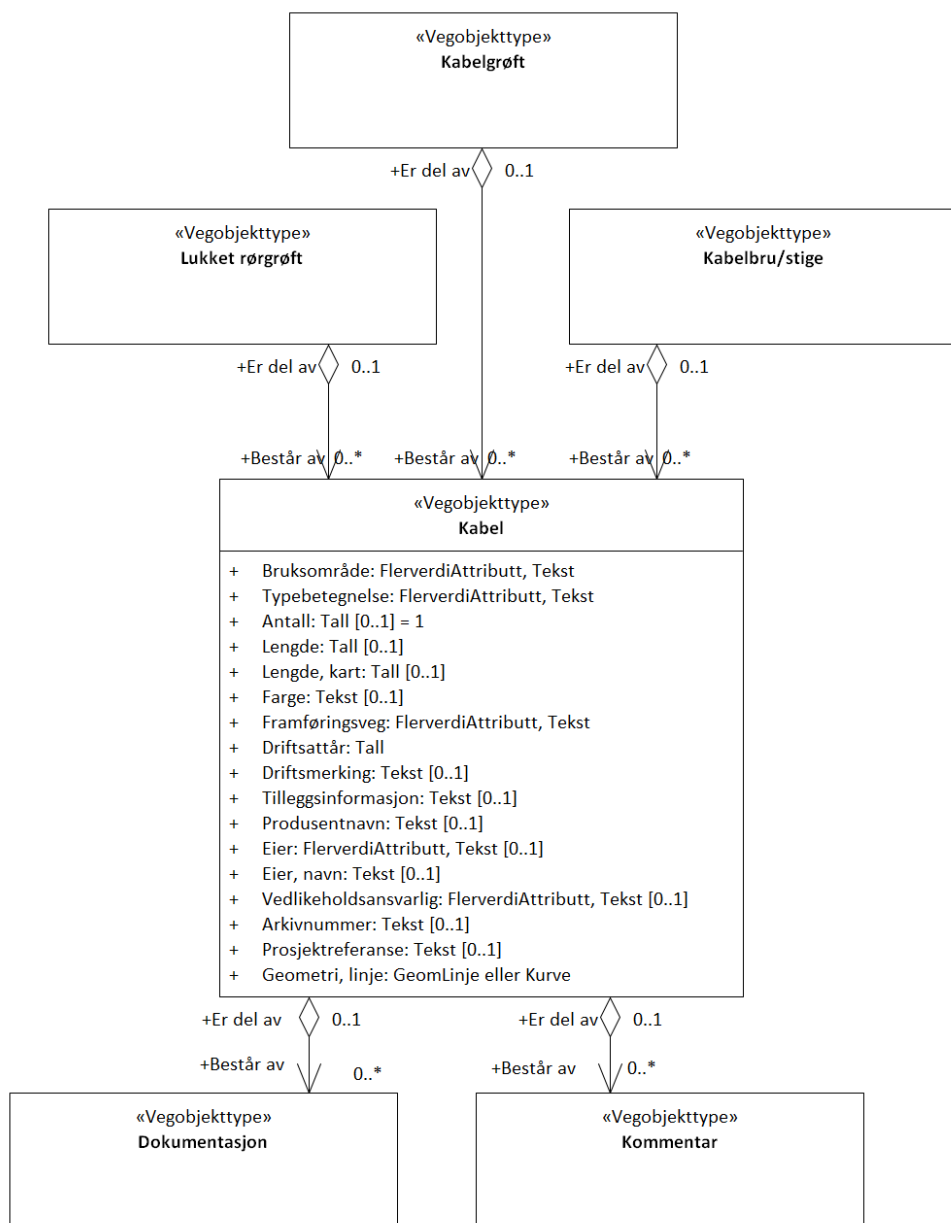 «Vegobjekttype»
Kabelgrøft
+Er del av 0..1
«Vegobjekttype»
Lukket rørgrøft
«Vegobjekttype»
Kabelbru/stige
+Er del av 0..1
+Er del av 0..1
+Består av 0..*
+Består av 0..*
+Består av 0..*
«Vegobjekttype»
Kabel
+ Bruksområde: FlerverdiAttributt, Tekst
+ Typebetegnelse: FlerverdiAttributt, Tekst
+ Antall: Tall [0..1] = 1
+ Lengde: Tall [0..1]
+ Lengde, kart: Tall [0..1]
+ Farge: Tekst [0..1]
+ Framføringsveg: FlerverdiAttributt, Tekst
+ Driftsattår: Tall
+ Driftsmerking: Tekst [0..1]
+ Tilleggsinformasjon: Tekst [0..1]
+ Produsentnavn: Tekst [0..1]
+ Eier: FlerverdiAttributt, Tekst [0..1]
+ Eier, navn: Tekst [0..1]
+ Vedlikeholdsansvarlig: FlerverdiAttributt, Tekst [0..1]
+ Arkivnummer: Tekst [0..1]
+ Prosjektreferanse: Tekst [0..1]
+ Geometri, linje: GeomLinje eller Kurve
+Er del av 0..1
+Er del av 0..1
+Består av 0..*
+Består av 0..*
«Vegobjekttype»
Dokumentasjon
«Vegobjekttype»
Kommentar